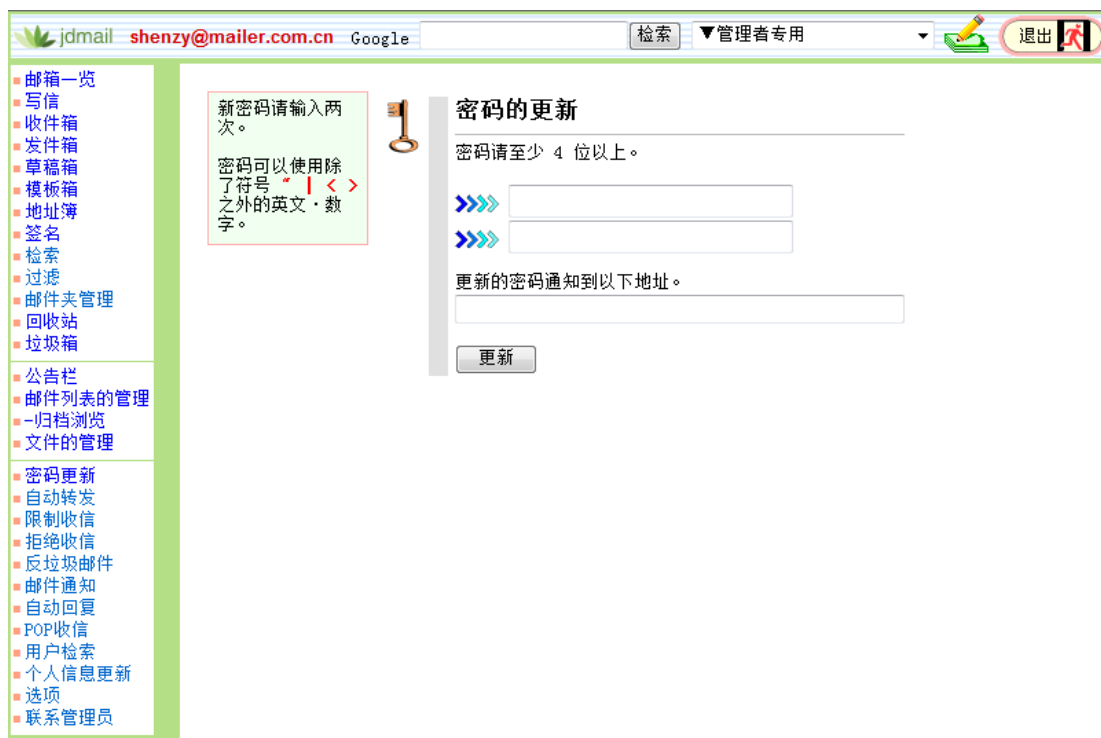 jdmail shenzy@mailer.com.cn Google 检索 ▼管理者专用 退出
邮箱一览
写信
收件箱
发件箱
草稿箱
模板箱
地址簿
签名
检索
过滤
邮件夹管理
回收站
垃圾箱
公告栏
邮件列表的管理
-归档浏览
文件的管理
密码更新
自动转发
限制收信
拒绝收信
反垃圾邮件
邮件通知
自动回复
POP收信
用户检索
个人信息更新
选项
联系管理员
新密码请输入两
次。
密码可以使用除
了符号 " | < >
之外的英文・数
字。
密码的更新
密码请至少 4 位以上。
更新的密码通知到以下地址。
更新